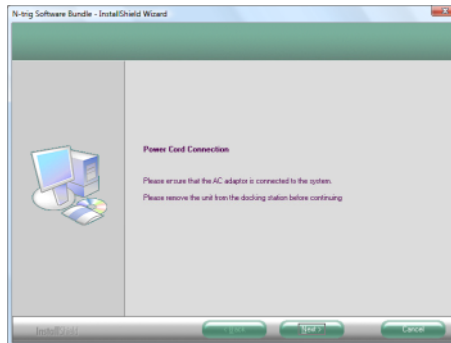 N-trig Software Bundle - InstallShield Wizard
Power Cord Connection
Please ensure that the AC adaptor is connected to the system.
Please remove the unit from the docking station before continuing
InstallShield
< Back
Next >
Cancel